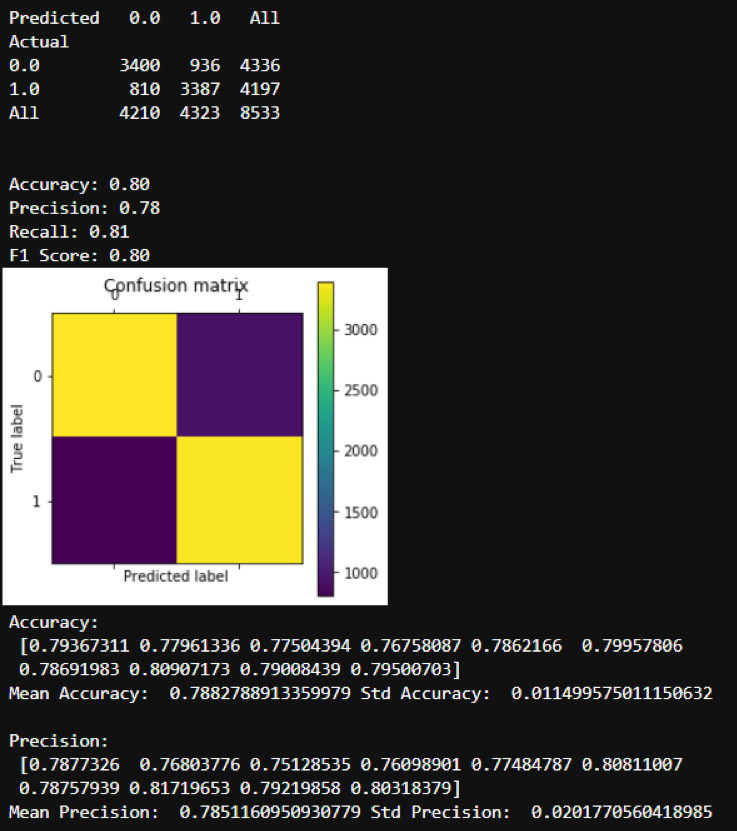 Predicted 0.0 1.0 All
Actual
0.0 3400 936 4336
1.0 810 3387 4197
All 4210 4323 8533
Accuracy: 0.80
Precision: 0.78
Recall: 0.81
F1 Score: 0.80
Confusion matrix
0 1
3000
0
2500
True label
2000
1500
1
1000
Predicted label
Accuracy:
[0.79367311 0.77961336 0.77504394 0.76758087 0.7862166 0.79957806
0.78691983 0.80907173 0.79008439 0.79500703]
Mean Accuracy: 0.7882788913359979 Std Accuracy: 0.011499575011150632
Precision:
[0.7877326 0.76803776 0.75128535 0.76098901 0.77484787 0.80811007
0.78757939 0.81719653 0.79219858 0.80318379]
Mean Precision: 0.7851160950930779 Std Precision: 0.0201770560418985